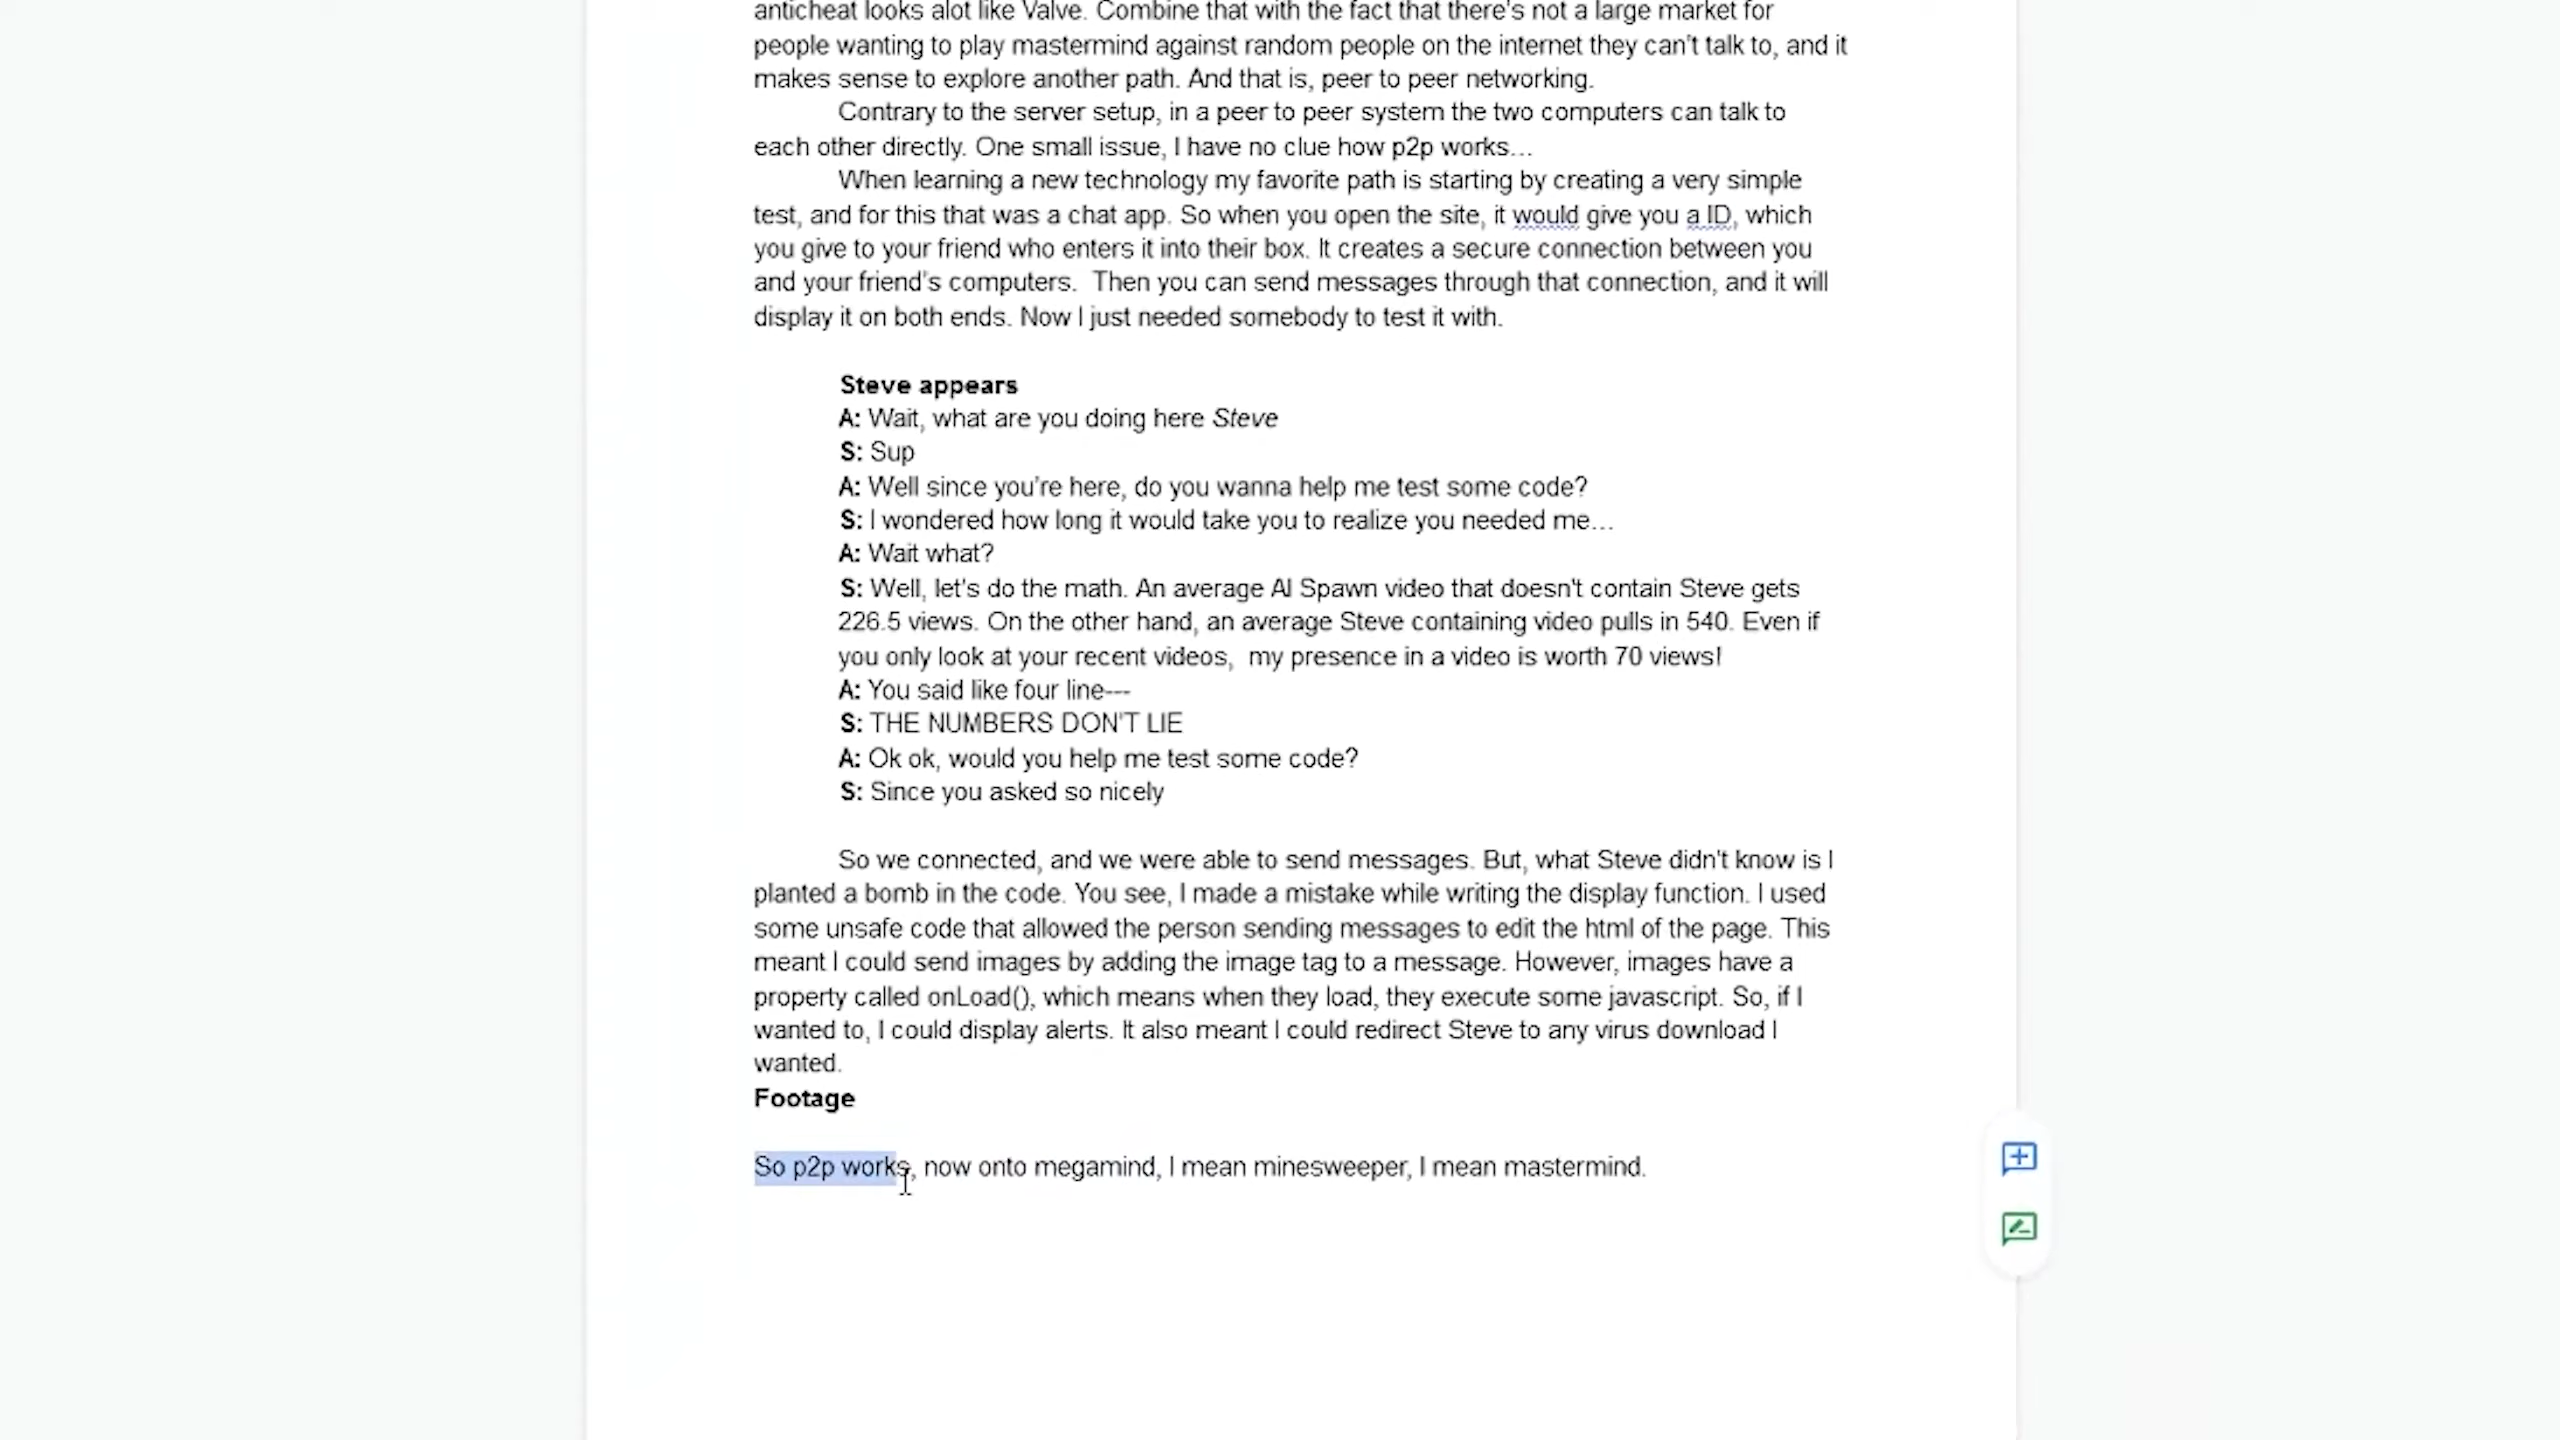 anticheat looks alot like Valve. Combine that with the fact that there's not a large market for
people wanting to play mastermind against random people on the internet they can't talk to, and it
makes sense to explore another path. And that is, peer to peer networking.
Contrary to the server setup, in a peer to peer system the two computers can talk to
each other directly. One small issue, I have no clue how p2p works...
When learning a new technology my favorite path is starting by creating a very simple
test, and for this that was a chat app. So when you open the site, it would give you a ID, which
you give to your friend who enters it into their box. It creates a secure connection between you
and your friend's computers.  Then you can send messages through that connection, and it will
display it on both ends. Now I just needed somebody to test it with.
Steve appears
A: Wait, what are you doing here Steve
S: Sup
A: Well since you're here, do you wanna help me test some code?
S: I wondered how long it would take you to realize you needed me...
A: Wait what?
S: Well, let's do the math. An average AI Spawn video that doesn't contain Steve gets
226.5 views. On the other hand, an average Steve containing video pulls in 540. Even if
you only look at your recent videos,  my presence in a video is worth 70 views!
A: You said like four line---
S: THE NUMBERS DON'T LIE
A: Ok ok, would you help me test some code?
S: Since you asked so nicely
So we connected, and we were able to send messages. But, what Steve didn't know is I
planted a bomb in the code. You see, I made a mistake while writing the display function. I used
some unsafe code that allowed the person sending messages to edit the html of the page. This
meant I could send images by adding the image tag to a message. However, images have a
property called onLoad(), which means when they load, they execute some javascript. So, if I
wanted to, I could display alerts. It also meant I could redirect Steve to any virus download I
wanted.
Footage
So p2p works, now onto megamind, I mean minesweeper, I mean mastermind.